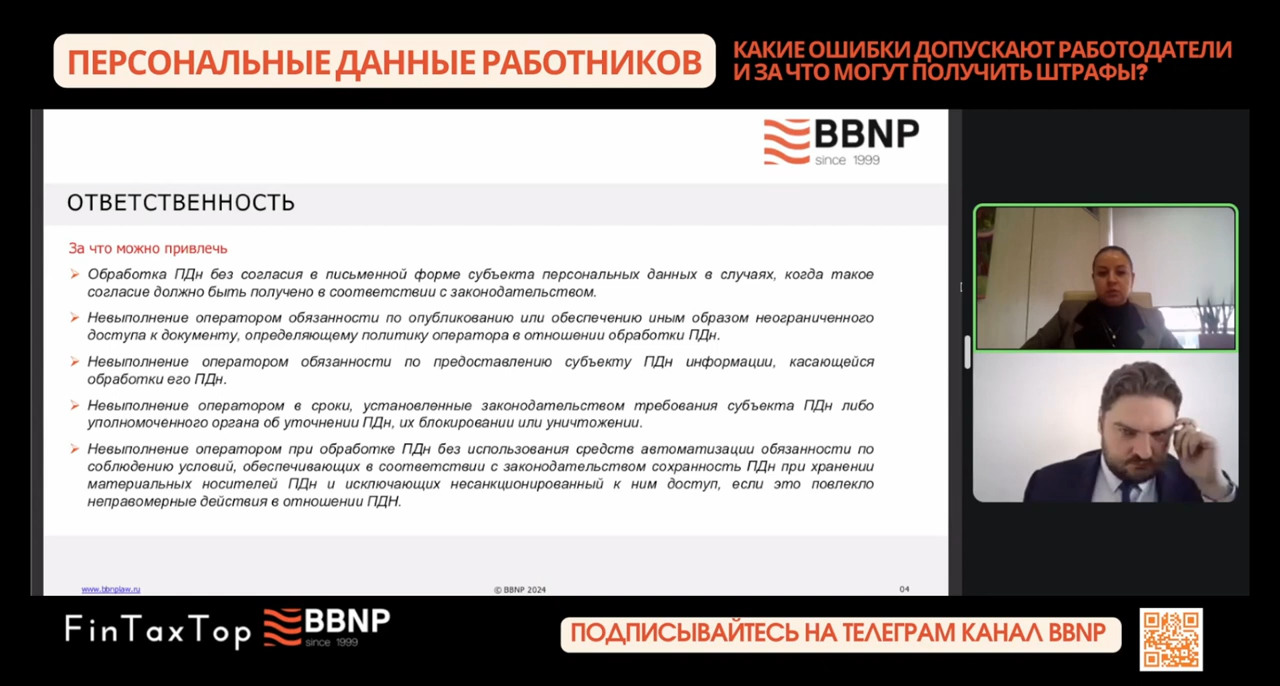 ПЕРСОНАЛЬНЫЕ ДАННЫЕ РАБОТНИКОВ
КАКИЕ ОШИБКИ ДОПУСКАЮТ РАБОТОДАТЕЛИ
И ЗА ЧТО МОГУТ ПОЛУЧИТЬ ШТРАФЫ?
BBNP
since 1999
ОТВЕТСТВЕННОСТЬ
За что можно привлечь
Обработка ПДн без согласия в письменной форме субъекта персональных данных в случаях, когда такое
согласие должно быть получено в соответствии с законодательством.
Невыполнение оператором обязанности по опубликованию или обеспечению иным образом неограниченного
доступа к документу, определяющему политику оператора в отношении обработки ПДн.
Невыполнение оператором обязанности по предоставлению субъекту ПДн информации, касающейся
обработки его ПДн.
Невыполнение оператором в сроки, установленные законодательством требования субъекта ПДн либо
уполномоченного органа об уточнении ПДн, их блокировании или уничтожении.
Невыполнение оператором при обработке ПДн без использования средств автоматизации обязанности по
соблюдению условий, обеспечивающих в соответствии с законодательством сохранность ПДн при хранении
материальных носителей ПДн и исключающих несанкционированный к ним доступ, если это повлекло
неправомерные действия в отношении ПДН.
www.bbnplaw.ru
© BBNP 2024
04
FinTaxTop
BBNP
since 1999
ПОДПИСЫВАЙТЕСЬ НА ТЕЛЕГРАМ КАНАЛ BBNP